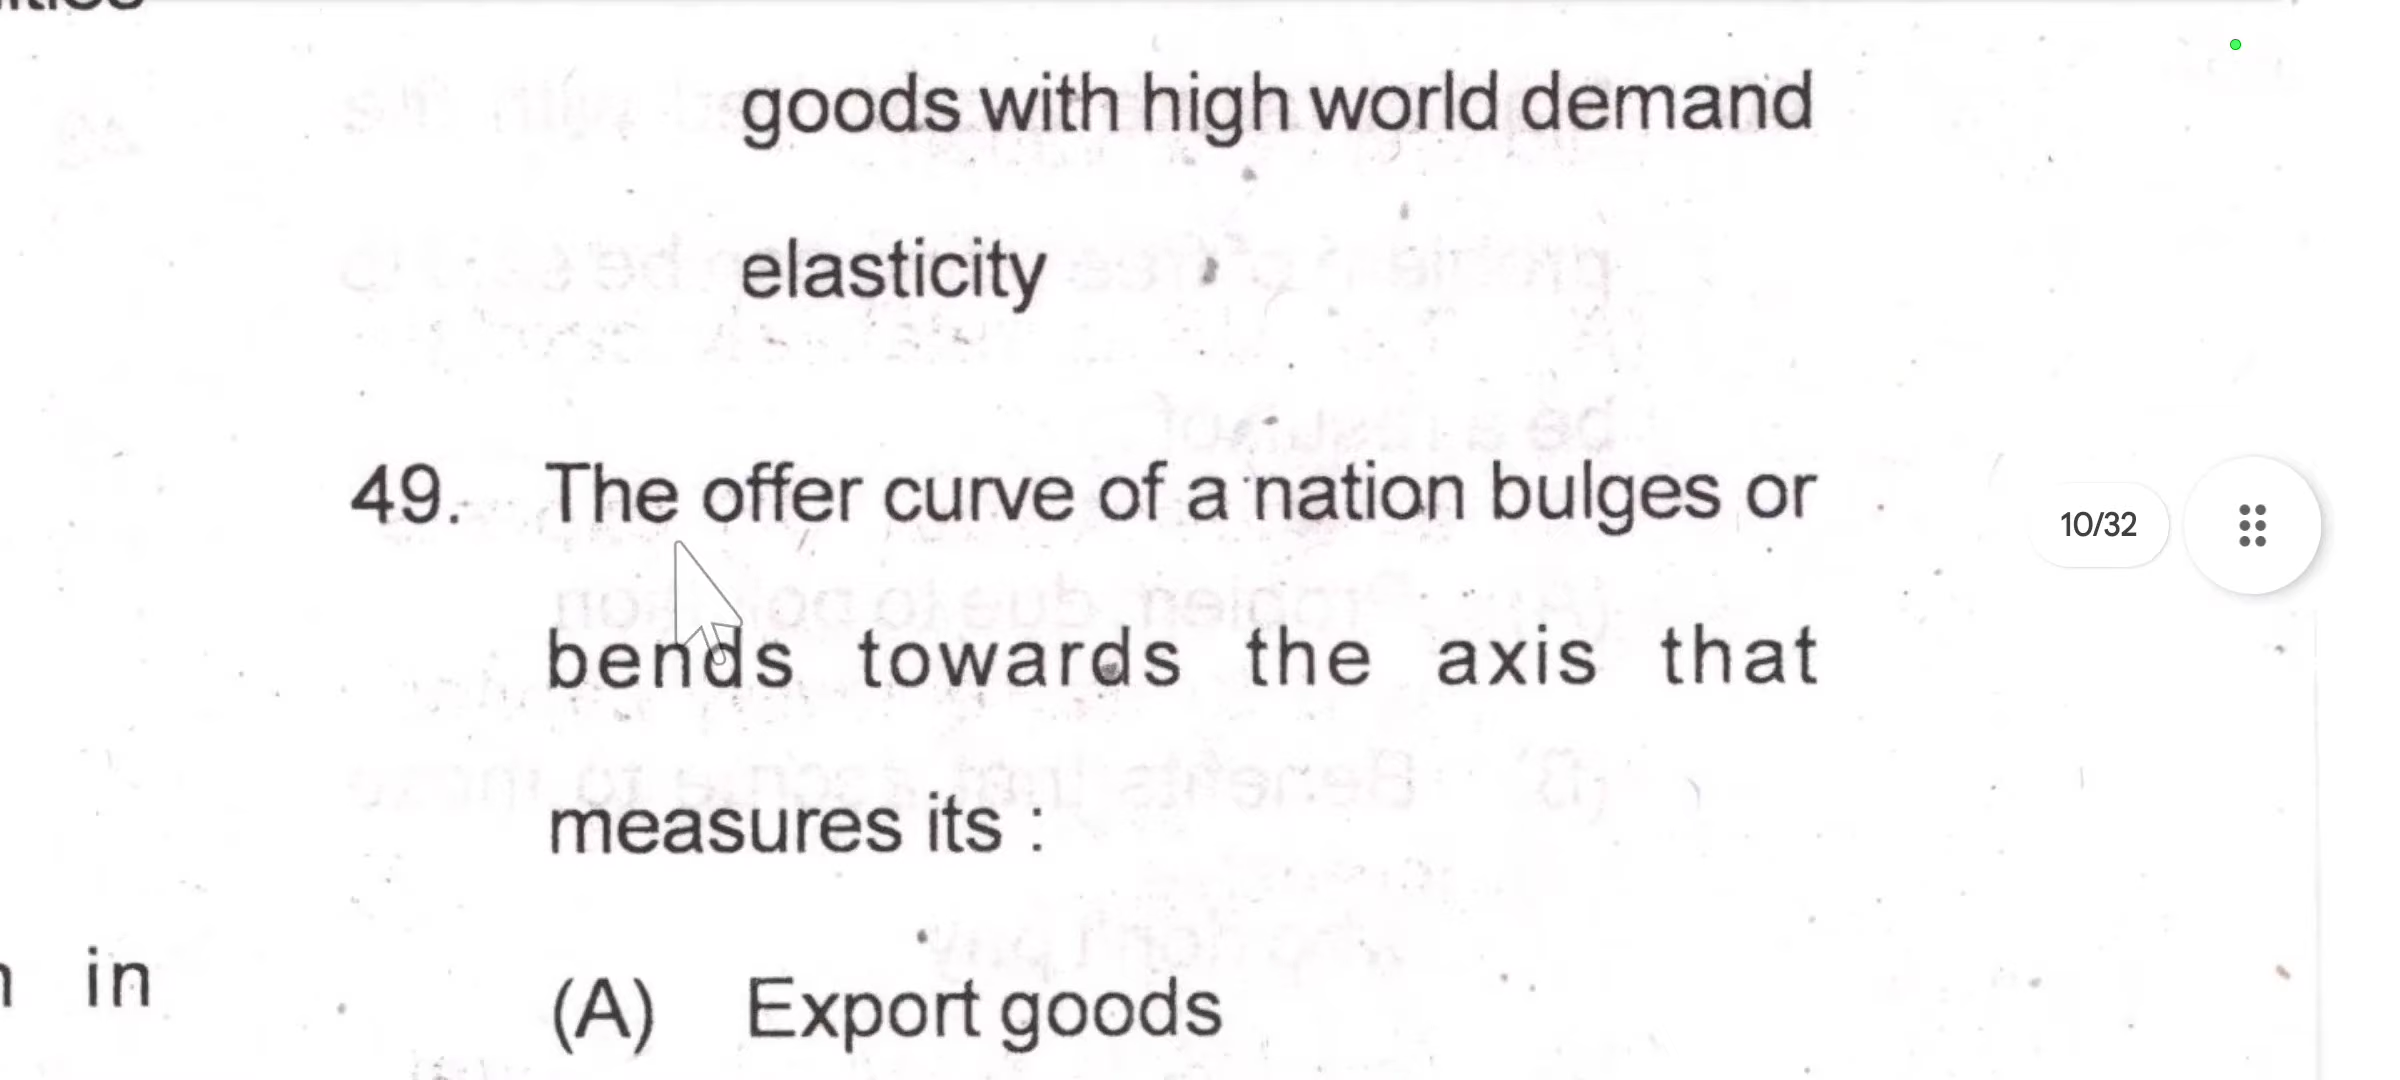 goods with high world demand
elasticity
49. The offer curve of a nation bulges or
bends towards the axis that
measures its :
(A) Export goods
in
10/32